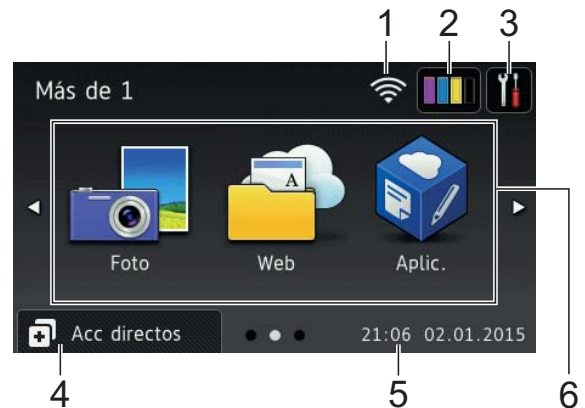 1 2 3
Más de 1
A
Foto Web Aplic.
Acc directos 21:06 02.01.2015
4 5 6